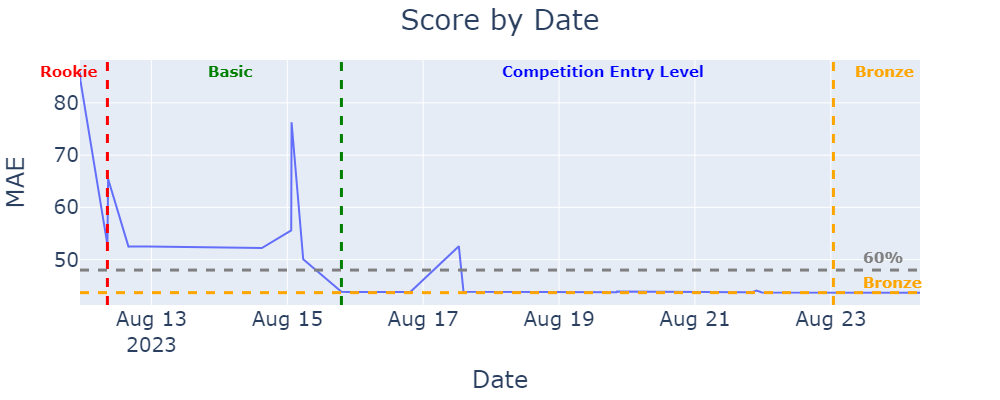 Score by Date
Rookie
Basic
Competition Entry Level
Bronze
80
70
60
50
MAE
60%
Bronze
Aug 13
2023
Aug 15
Aug 17
Aug 19
Aug 21
Aug 23
Date